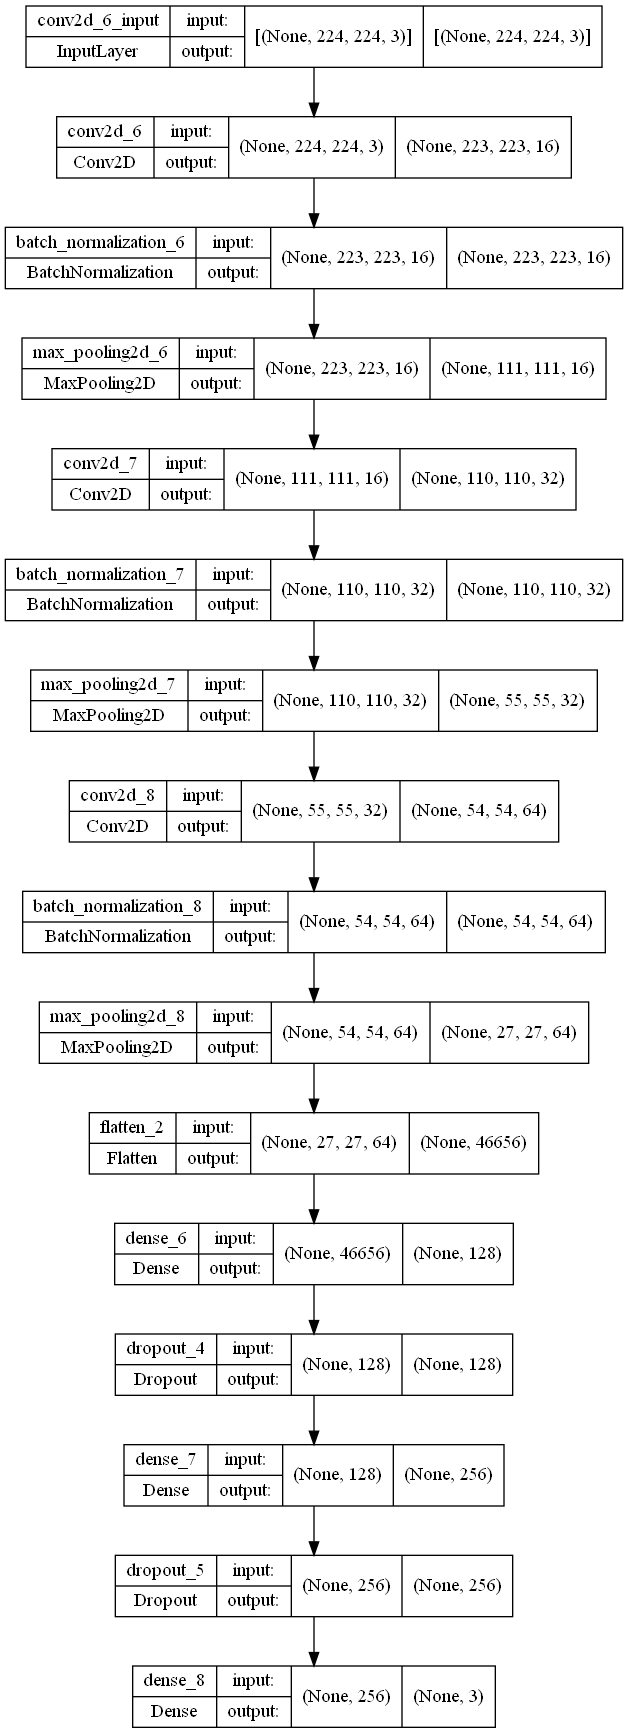 conv2d_6_input input: [(None, 224, 224, 3)] [(None, 224, 224, 3)]
InputLayer output:
conv2d_6 input: (None, 224, 224, 3) (None, 223, 223, 16)
Conv2D output:
batch_normalization_6 input: (None, 223, 223, 16) (None, 223, 223, 16)
BatchNormalization output:
max_pooling2d_6 input: (None, 223, 223, 16) (None, 111, 111, 16)
MaxPooling2D output:
conv2d_7 input: (None, 111, 111, 16) (None, 110, 110, 32)
Conv2D output:
batch_normalization_7 input: (None, 110, 110, 32) (None, 110, 110, 32)
BatchNormalization output:
max_pooling2d_7 input: (None, 110, 110, 32) (None, 55, 55, 32)
MaxPooling2D output:
conv2d_8 input: (None, 55, 55, 32) (None, 54, 54, 64)
Conv2D output:
batch_normalization_8 input: (None, 54, 54, 64) (None, 54, 54, 64)
BatchNormalization output:
max_pooling2d_8 input: (None, 54, 54, 64) (None, 27, 27, 64)
MaxPooling2D output:
flatten_2 input: (None, 27, 27, 64) (None, 46656)
Flatten output:
dense_6 input: (None, 46656) (None, 128)
Dense output:
dropout_4 input: (None, 128) (None, 128)
Dropout output:
dense_7 input: (None, 128) (None, 256)
Dense output:
dropout_5 input: (None, 256) (None, 256)
Dropout output:
dense_8 input: (None, 256) (None, 3)
Dense output: